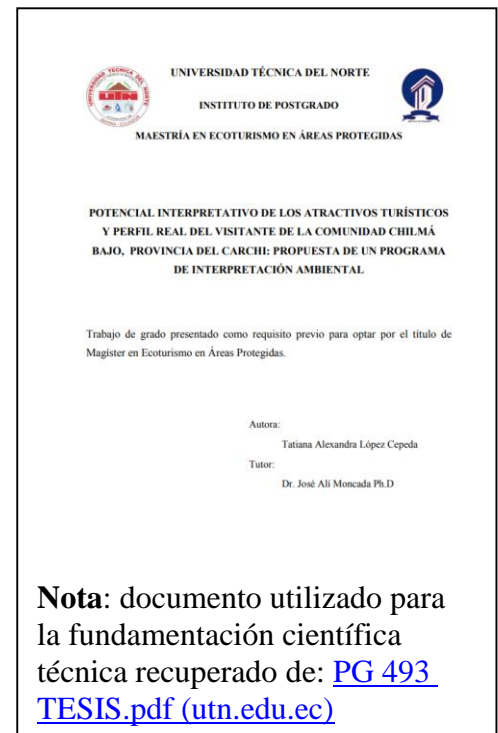 UNIVERSIDAD TÉCNICA DEL NORTE
INSTITUTO DE POSTGRADO
MAESTRÍA EN ECOTURISMO EN ÁREAS PROTEGIDAS
POTENCIAL INTERPRETATIVO DE LOS ATRACTIVOS TURÍSTICOS
Y PERFIL REAL DEL VISITANTE DE LA COMUNIDAD CHILMÁ
BAJO, PROVINCIA DEL CARCHI: PROPUESTA DE UN PROGRAMA
DE INTERPRETACIÓN AMBIENTAL
Trabajo de grado presentado como requisito previo para optar por el título de
Magíster en Ecoturismo en Áreas Protegidas.
Autora:
Tatiana Alexandra López Cepeda
Tutor:
Dr. José Alí Moncada Ph.D
Nota: documento utilizado para
la fundamentación científica
técnica recuperado de: PG 493
TESIS.pdf (utn.edu.ec)